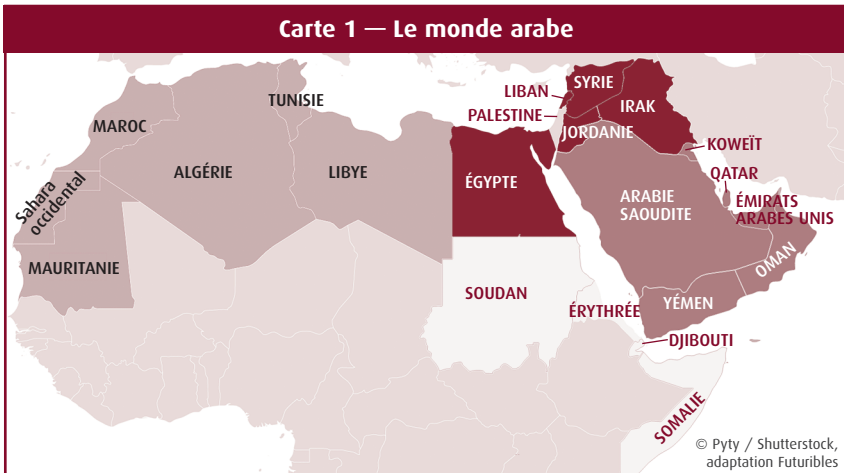 Carte 1 — Le monde arabe
TUNISIE
MAROC
ALGÉRIE
LIBYE
Sahara
occidental
MAURITANIE
LIBAN
SYRIE
PALESTINE
IRAK
JORDANIE
KOWEÏT
ÉGYPTE
QATAR
ARABIE
SAOUDITE
ÉMIRATS
ARABES UNIS
OMAN
SOUDAN
ÉRYTHRÉE
YÉMEN
DJIBOUTI
SOMALIE
© Pyty / Shutterstock,
adaptation Futuribles